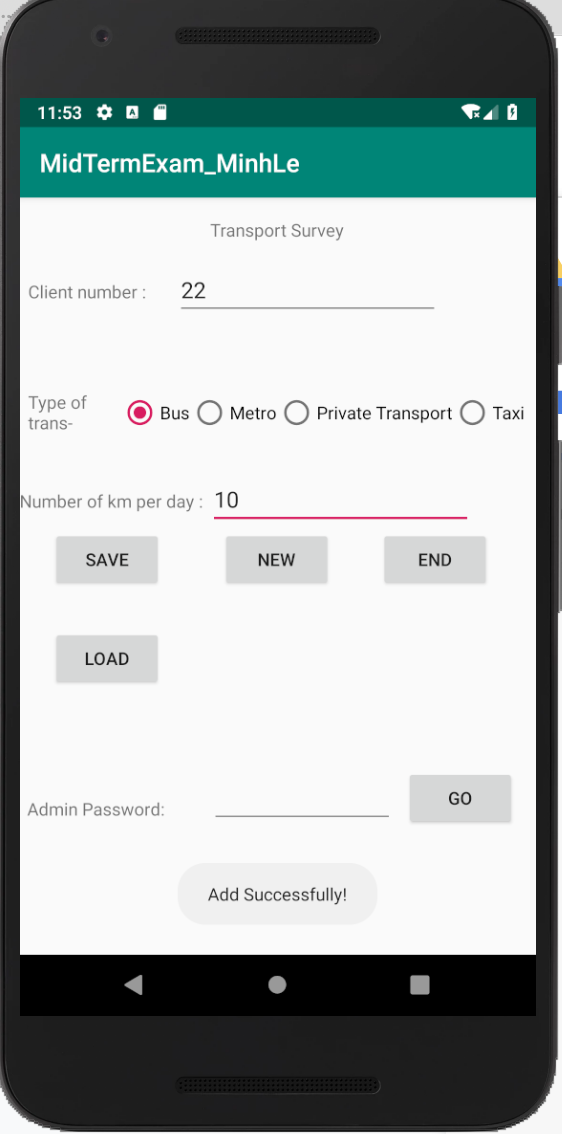 11:53
MidTermExam_MinhLe
Transport Survey
Client number : 22
Type of
trans-
Bus Metro Private Transport Taxi
Number of km per day : 10
SAVE NEW END
LOAD
Admin Password: GO
Add Successfully!